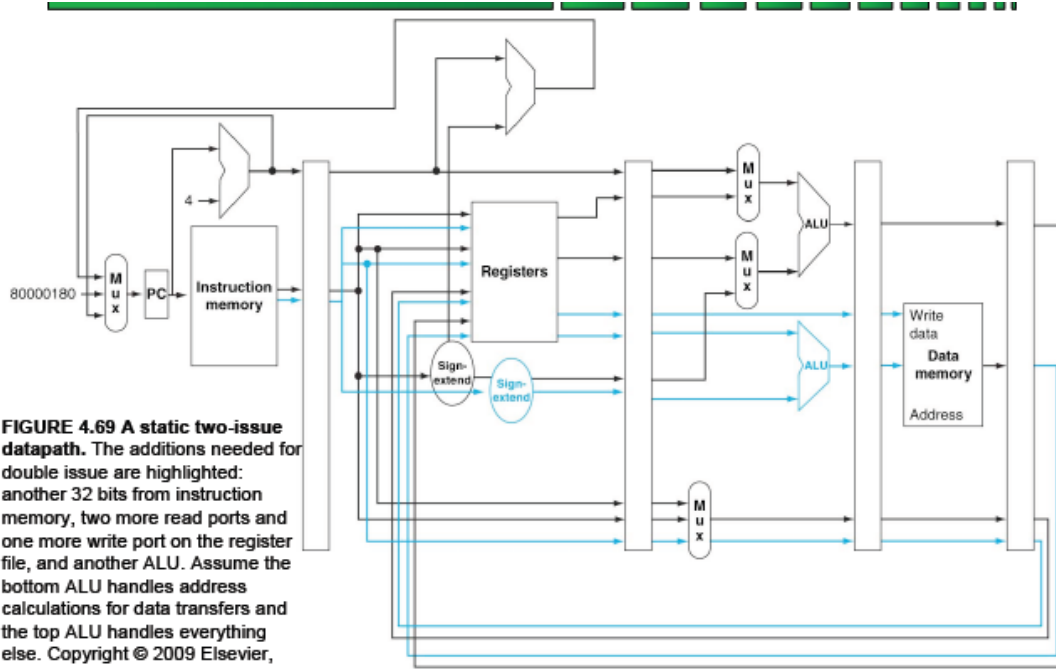 4
80000180
M
u
x
PC
Instruction
memory
Registers
Sign-
extend
Sign-
extend
M
u
x
M
u
x
ALU
ALU
M
u
x
Write
data
Data
memory
Address
FIGURE 4.69 A static two-issue
datapath. The additions needed for
double issue are highlighted:
another 32 bits from instruction
memory, two more read ports and
one more write port on the register
file, and another ALU. Assume the
bottom ALU handles address
calculations for data transfers and
the top ALU handles everything
else. Copyright © 2009 Elsevier,